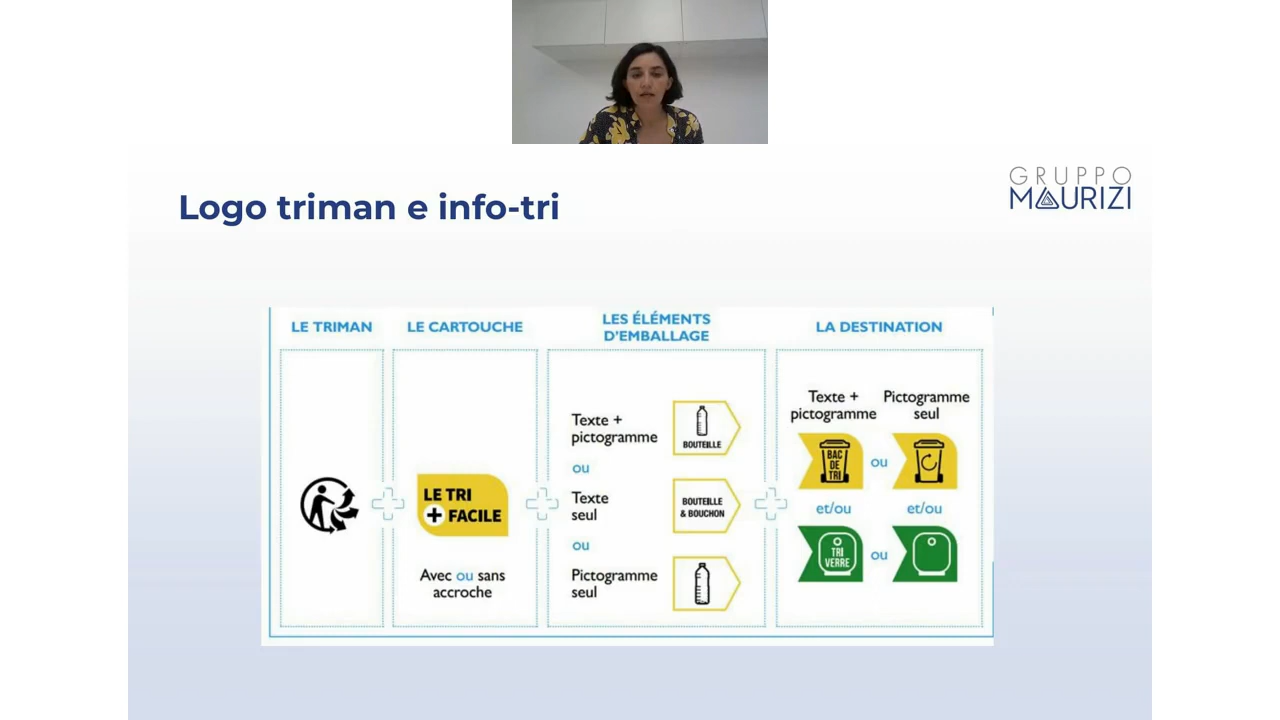 GRUPPO
MAURIZI
Logo triman e info-tri
LE TRIMAN
LE CARTOUCHE
LES ÉLÉMENTS
D'EMBALLAGE
LA DESTINATION
LE TRI
+ FACILE
Avec ou sans
accroche
Texte +
pictogramme
BOUTEILLE
ou
Texte
seul
BOUTEILLE
& BOUCHON
ou
Pictogramme
seul
Texte +
pictogramme
Pictogramme
seul
BAC
DE
TRI
ou
et/ou
et/ou
TRI
VERRE
ou